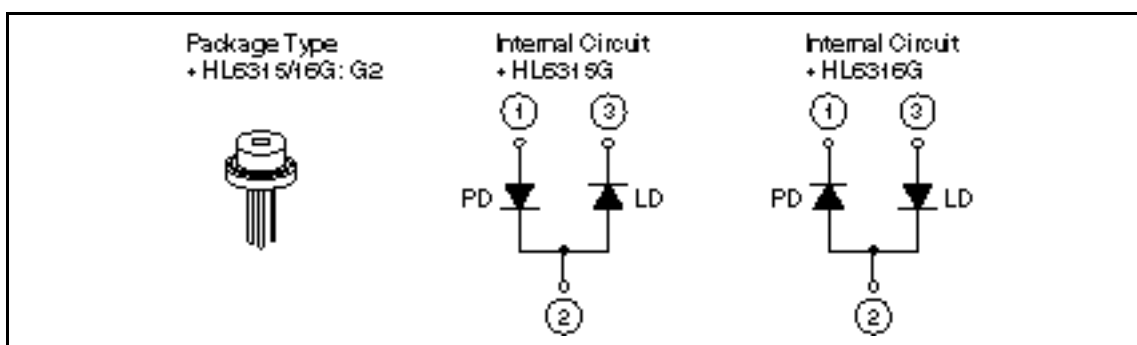 Package Type
• HL6315/16G: G2
Internal Circuit
• HL6315G
1
3
PD
LD
2
Internal Circuit
• HL6316G
1
3
PD
LD
2